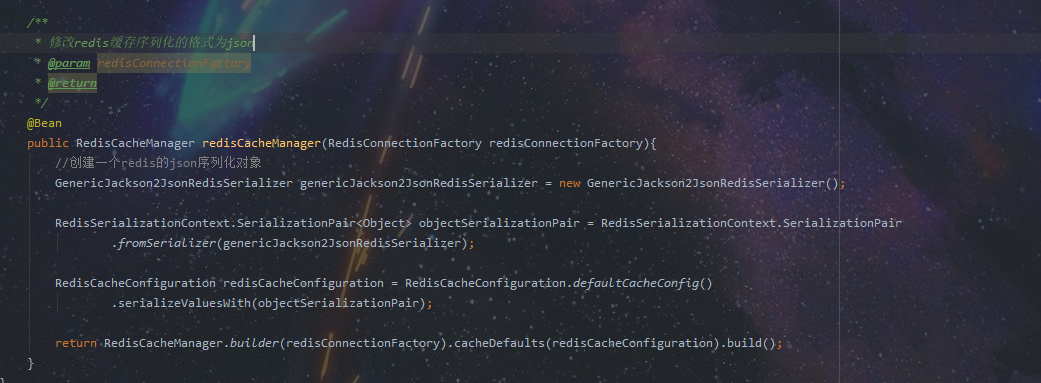 /**
* 修改redis缓存序列化的格式为json
* @param redisConnectionFactory
* @return
*/
@Bean
public RedisCacheManager redisCacheManager(RedisConnectionFactory redisConnectionFactory){
//创建一个redis的json序列化对象
GenericJackson2JsonRedisSerializer genericJackson2JsonRedisSerializer = new GenericJackson2JsonRedisSerializer();
RedisSerializationContext.SerializationPair<Object> objectSerializationPair = RedisSerializationContext.SerializationPair
.fromSerializer(genericJackson2JsonRedisSerializer);
RedisCacheConfiguration redisCacheConfiguration = RedisCacheConfiguration.defaultCacheConfig()
.serializeValuesWith(objectSerializationPair);
return RedisCacheManager.builder(redisConnectionFactory).cacheDefaults(redisCacheConfiguration).build();
}